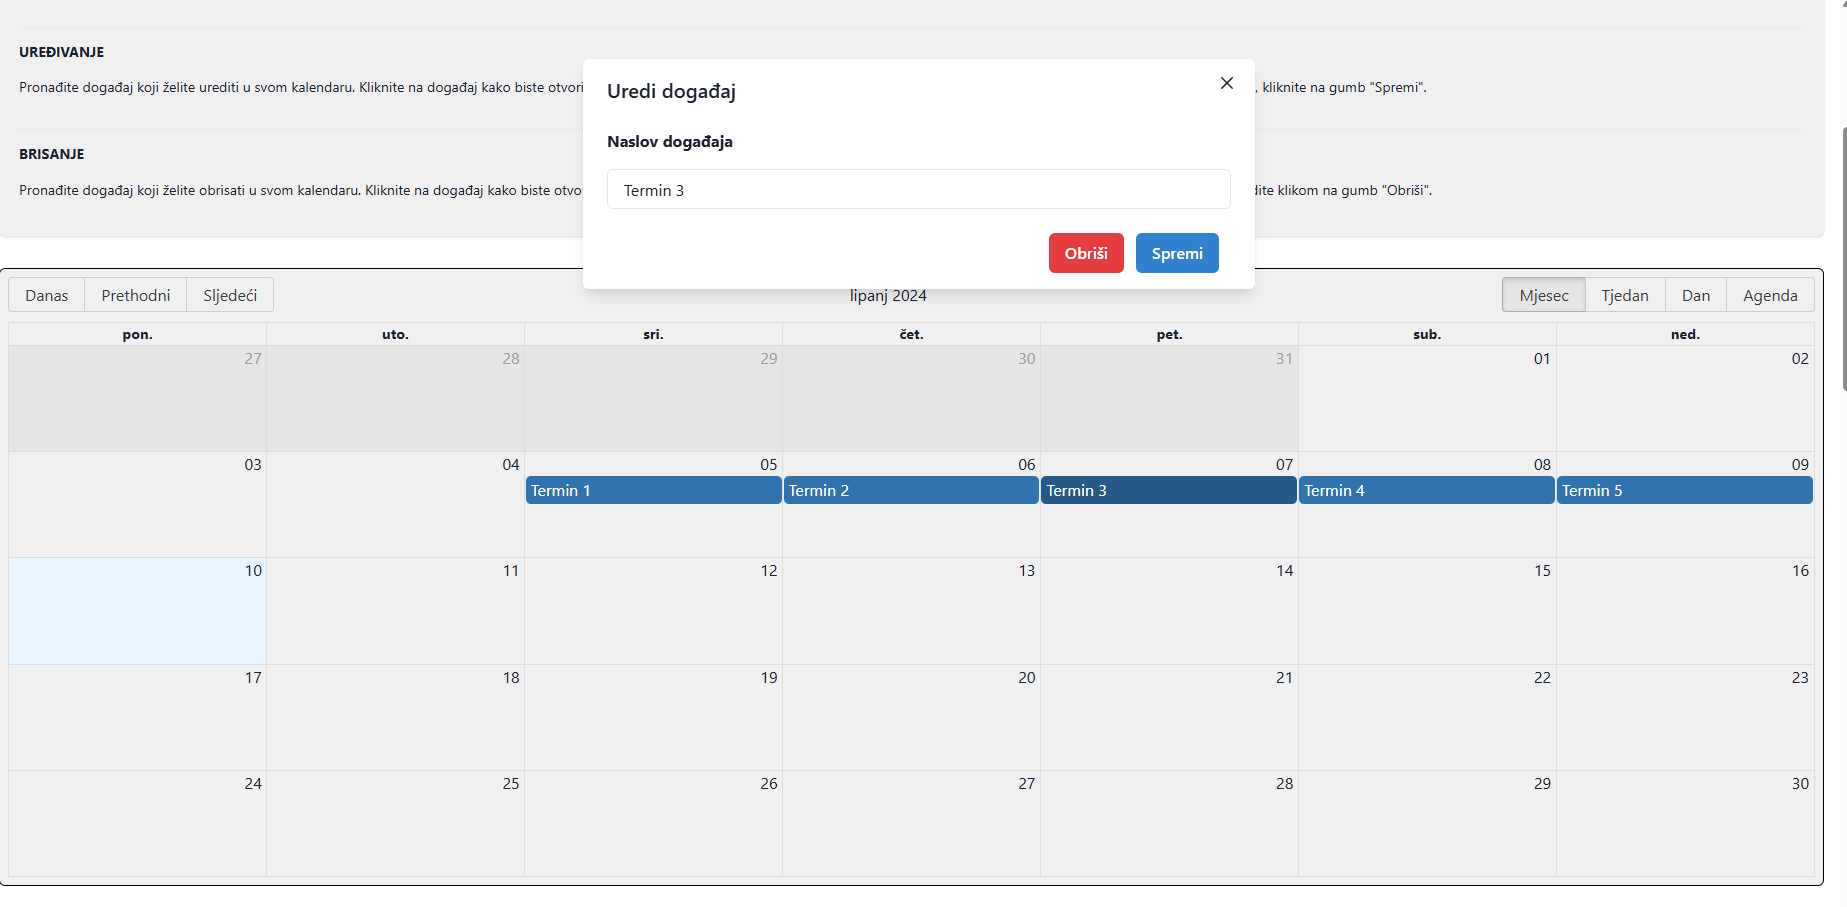 UREĐIVANJE
Pronađite događaj koji želite urediti u svom kalendaru. Kliknite na događaj kako biste otvori
, kliknite na gumb "Spremi".
BRISANJE
Pronađite događaj koji želite obrisati u svom kalendaru. Kliknite na događaj kako biste otvo
dite klikom na gumb "Obriši".
Uredi događaj
Naslov događaja
Termin 3
Obriši Spremi
Danas Prethodni Sljedeći lipanj 2024 Mjesec Tjedan Dan Agenda
pon. uto. sri. čet. pet. sub. ned.
27 28 29 30 31 01 02
03 04 05 06 07 08 09
Termin 1 Termin 2 Termin 3 Termin 4 Termin 5
10 11 12 13 14 15 16
17 18 19 20 21 22 23
24 25 26 27 28 29 30